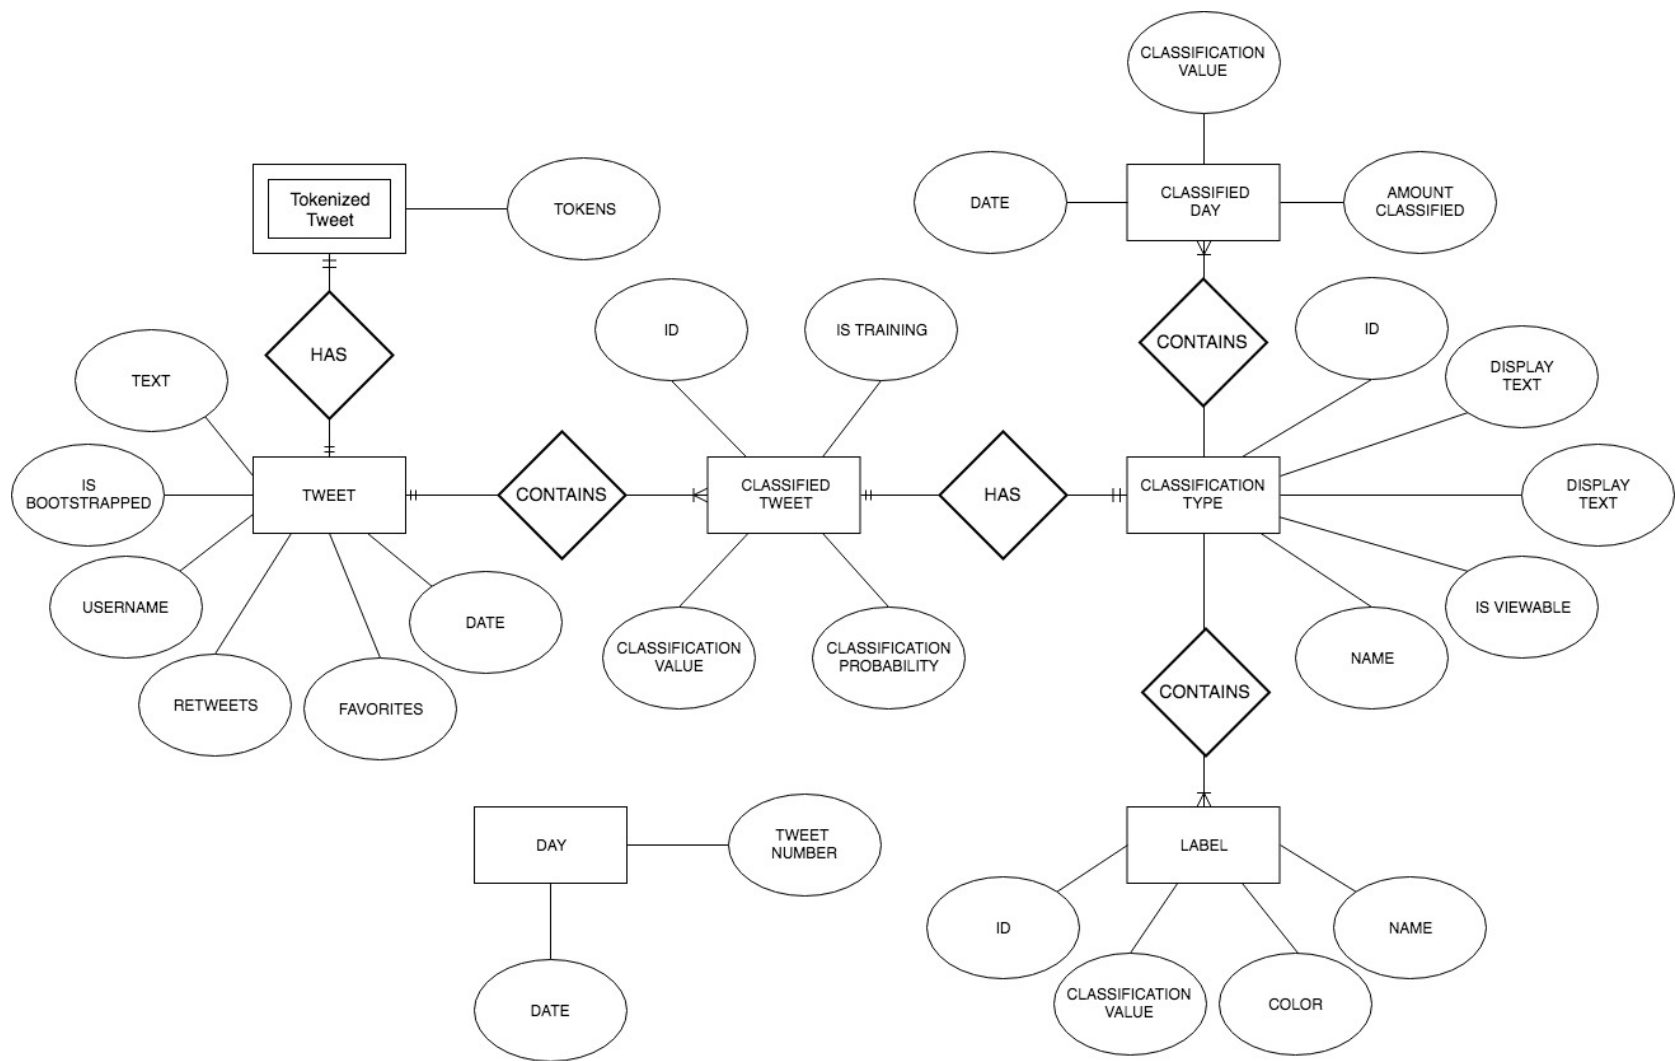 CLASSIFICATION
VALUE
Tokenized
Tweet
TOKENS
DATE
CLASSIFIED
DAY
AMOUNT
CLASSIFIED
ID
IS TRAINING
CONTAINS
ID
HAS
TEXT
DISPLAY
TEXT
IS
BOOTSTRAPPED
TWEET
CONTAINS
CLASSIFIED
TWEET
HAS
CLASSIFICATION
TYPE
DISPLAY
TEXT
USERNAME
DATE
CLASSIFICATION
VALUE
CLASSIFICATION
PROBABILITY
NAME
IS VIEWABLE
RETWEETS
FAVORITES
CONTAINS
DAY
TWEET
NUMBER
LABEL
ID
NAME
DATE
CLASSIFICATION
VALUE
COLOR